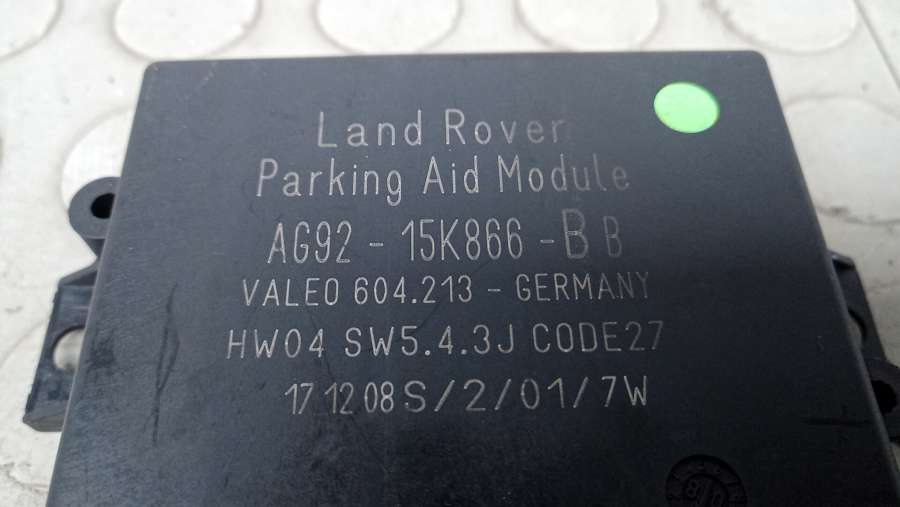 Land Rover
Parking Aid Module
AG92 - 15K866 - B B
VALEO 604.213 - GERMANY
HW04 SW5.4.3J CODE27
17 12 08 S/2/01/7W